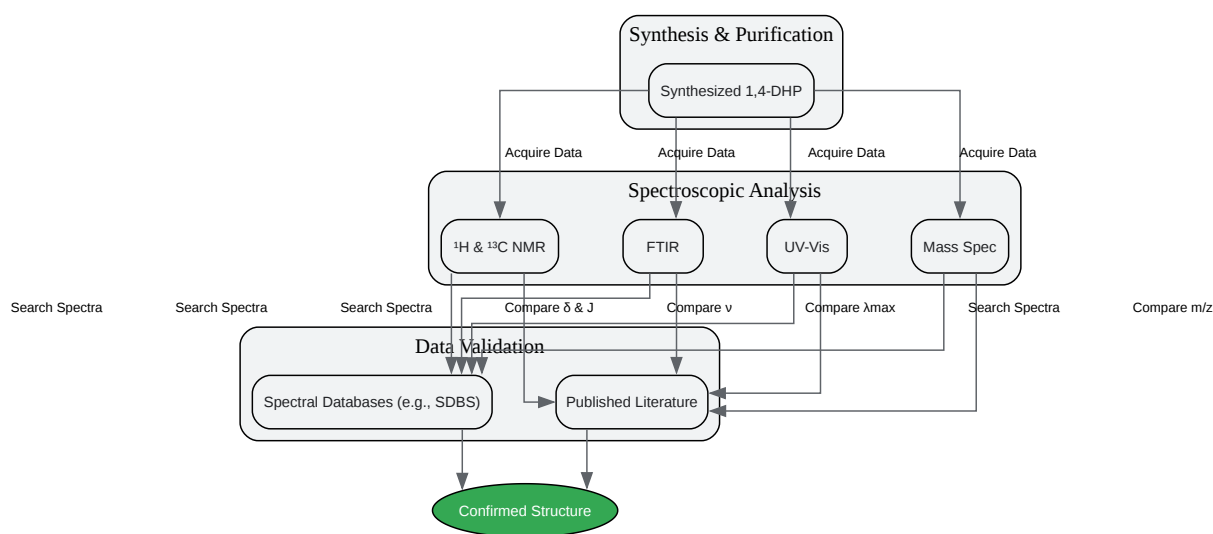 Synthesis & Purification
Synthesized 1,4-DHP
Acquire Data
Acquire Data
Acquire Data
Acquire Data
Spectroscopic Analysis
¹H & ¹³C NMR
FTIR
UV-Vis
Mass Spec
Search Spectra
Search Spectra
Search Spectra
Compare δ & J
Compare ν
Compare λmax
Search Spectra
Compare m/z
Data Validation
Spectral Databases (e.g., SDBS)
Published Literature
Confirmed Structure